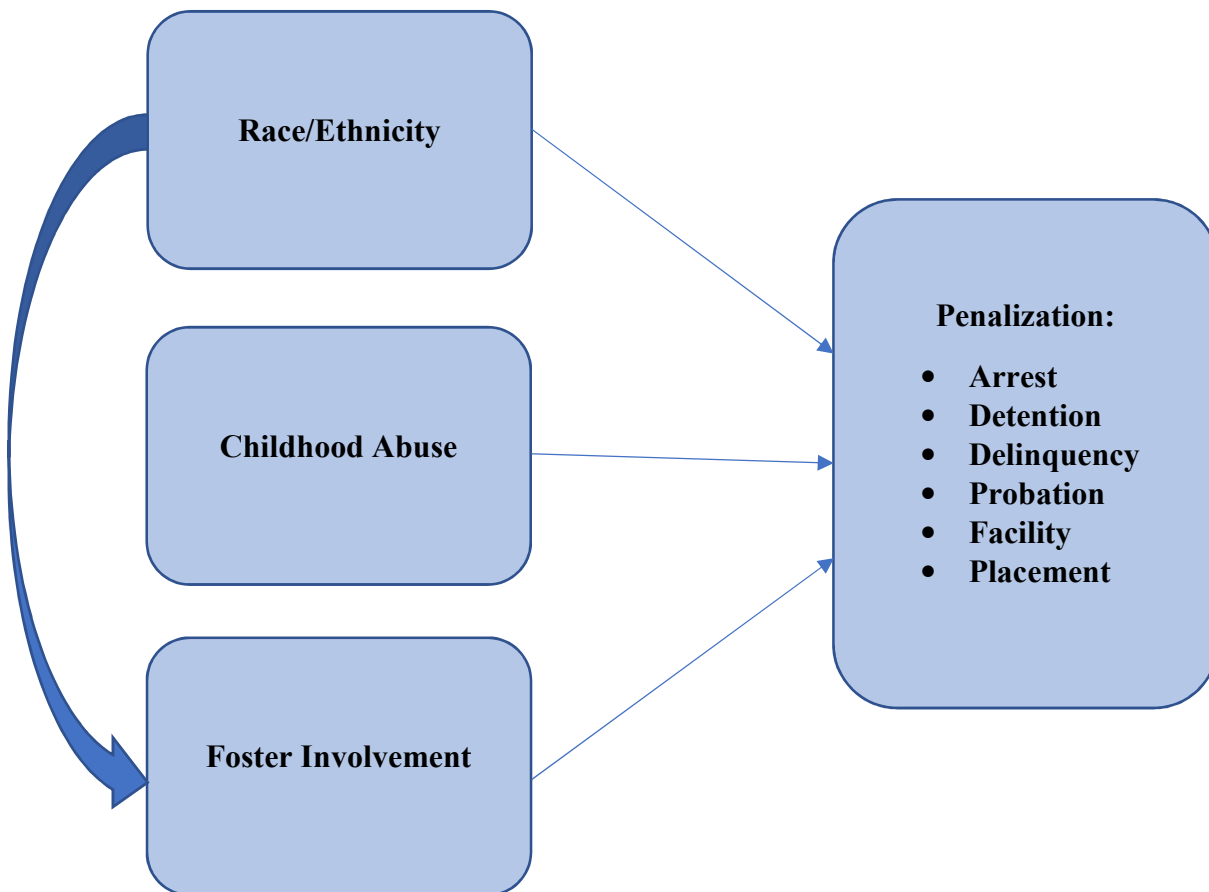 Race/Ethnicity
Childhood Abuse
Foster Involvement
Penalization:
• Arrest
• Detention
• Delinquency
• Probation
• Facility
• Placement